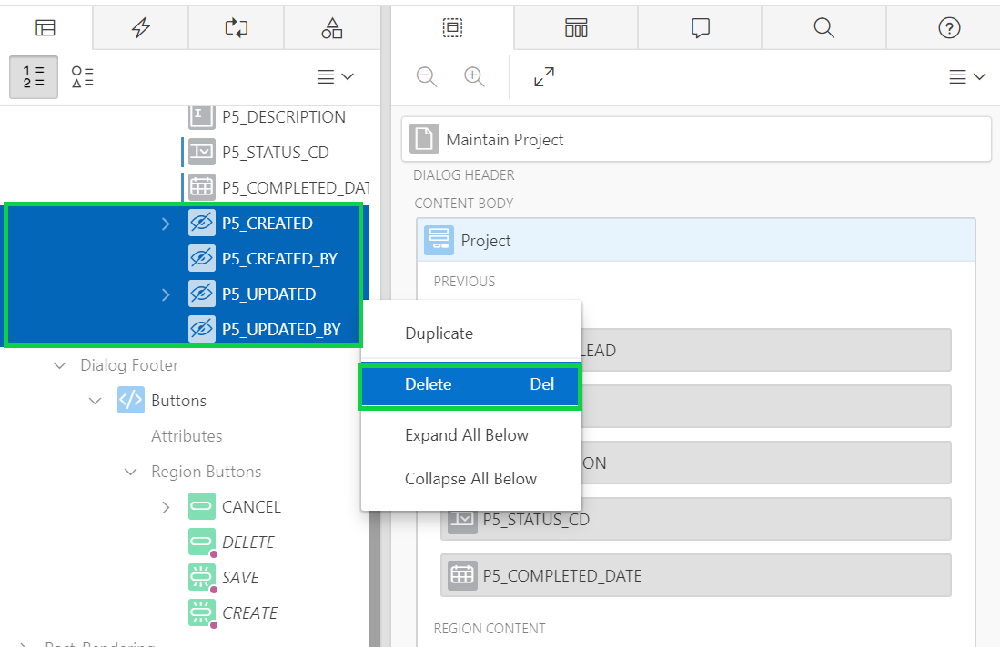 P5_DESCRIPTION
P5_STATUS_CD
P5_COMPLETED_DAT
P5_CREATED
P5_CREATED_BY
P5_UPDATED
P5_UPDATED_BY
Dialog Footer
Buttons
Attributes
Region Buttons
CANCEL
DELETE
SAVE
CREATE
Post-Rendering
Duplicate
Delete Del
Expand All Below
Collapse All Below
Maintain Project
DIALOG HEADER
CONTENT BODY
Project
PREVIOUS
LEAD
ON
P5_STATUS_CD
P5_COMPLETED_DATE
REGION CONTENT